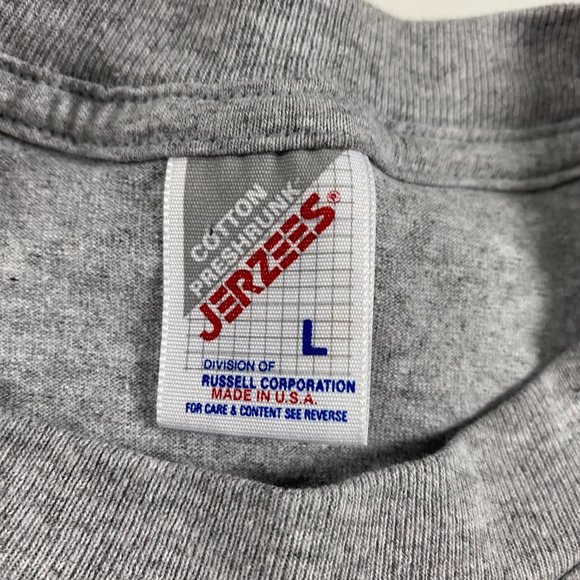 COTTON
PRESHRUNK
JERZEES®
L
DIVISION OF
RUSSELL CORPORATION
MADE IN U.S.A.
FOR CARE & CONTENT SEE REVERSE